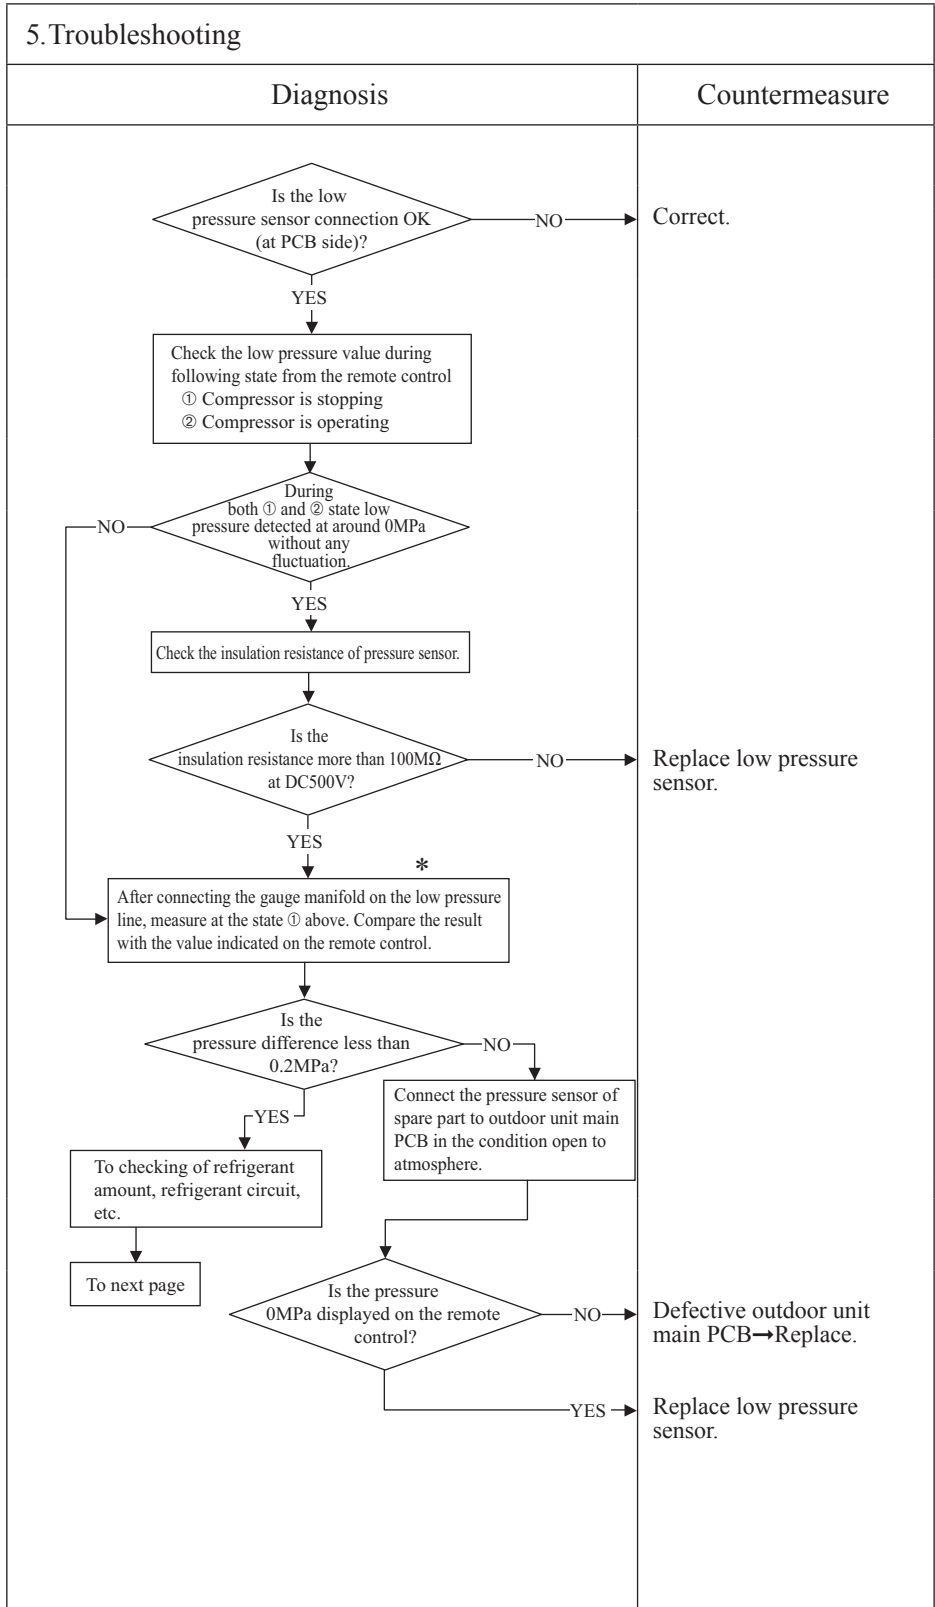 5.Troubleshooting
Diagnosis
Countermeasure
Is the low
pressure sensor connection OK
(at PCB side)?
NO
Correct.
YES
Check the low pressure value during
following state from the remote control
① Compressor is stopping
② Compressor is operating
During
both ① and ② state low
pressure detected at around 0MPa
without any
fluctuation.
NO
YES
Check the insulation resistance of pressure sensor.
Is the
insulation resistance more than 100MΩ
at DC500V?
NO
Replace low pressure
sensor.
YES
*
After connecting the gauge manifold on the low pressure
line, measure at the state ① above. Compare the result
with the value indicated on the remote control.
Is the
pressure difference less than
0.2MPa?
NO
YES
Connect the pressure sensor of
spare part to outdoor unit main
PCB in the condition open to
atmosphere.
To checking of refrigerant
amount, refrigerant circuit,
etc.
To next page
Is the pressure
0MPa displayed on the remote
control?
NO
Defective outdoor unit
main PCB→Replace.
YES
Replace low pressure
sensor.